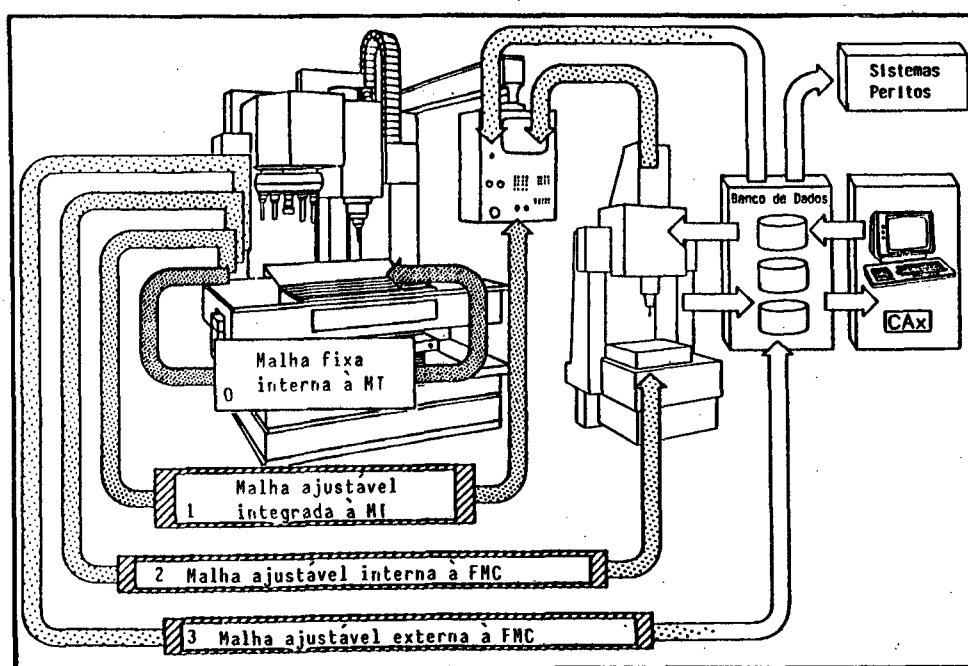 Sistemas
Peritos
Banco de Dados
CAx
Malha fixa
interna à MT
0
Malha ajustável
1 integrada à MT
2 Malha ajustável interna à FMC
3 Malha ajustável externa à FMC